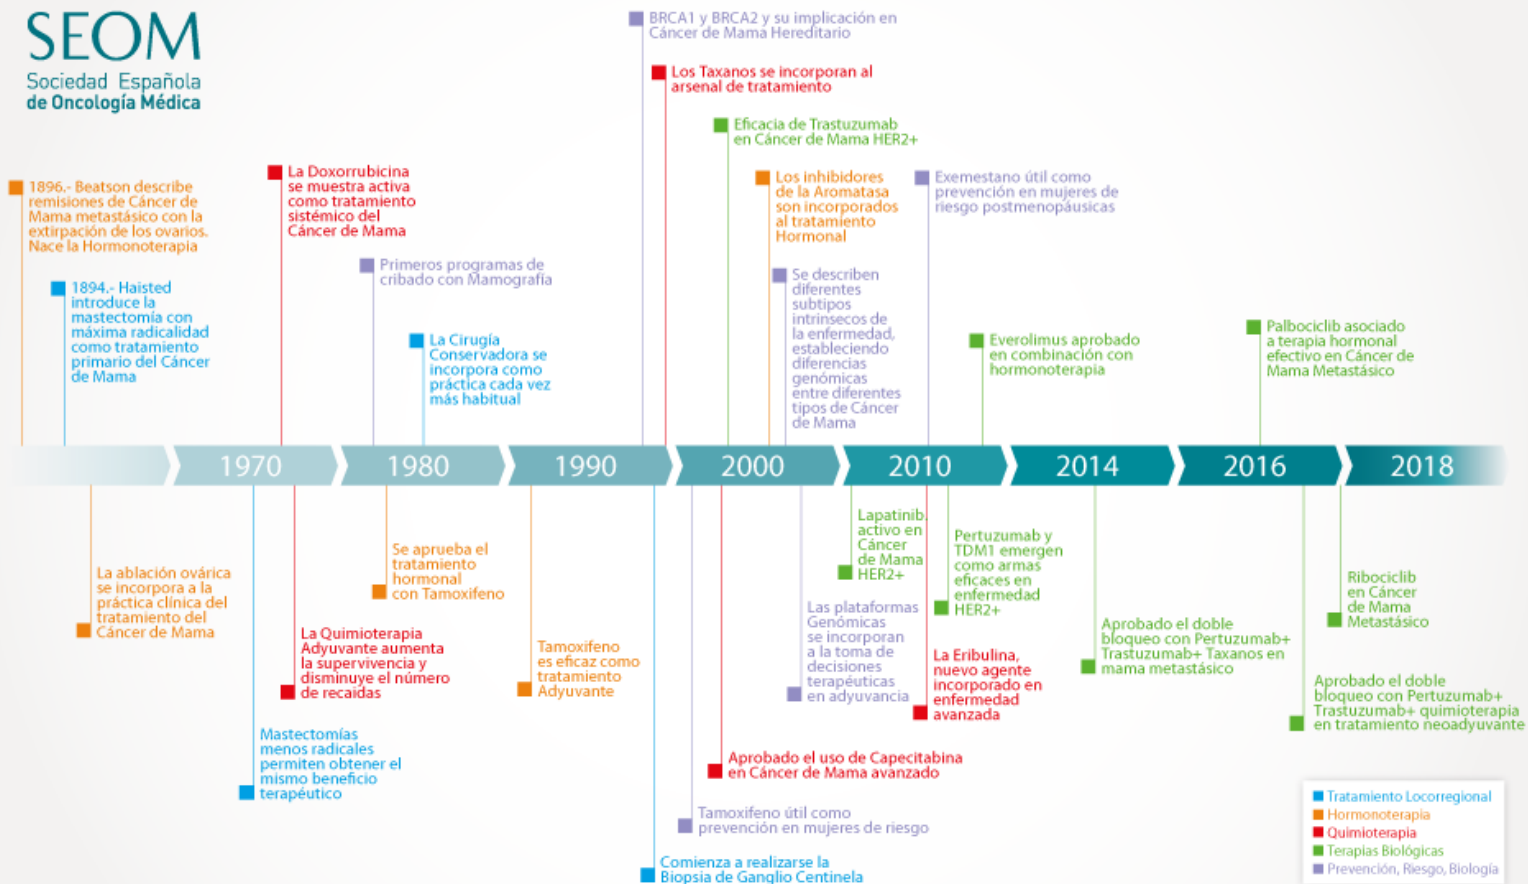 SEOM
Sociedad Española
de Oncología Médica
BRCA1 y BRCA2 y su implicación en
Cáncer de Mama Hereditario
Los Taxanos se incorporan al
arsenal de tratamiento
Eficacia de Trastuzumab
en Cáncer de Mama HER2+
1896.- Beatson describe
remisiones de Cáncer de
Mama metastásico con la
extirpación de los ovarios.
Nace la Hormonoterapia
La Doxorrubicina
se muestra activa
como tratamiento
sistémico del
Cáncer de Mama
Los inhibidores
de la Aromatasa
son incorporados
al tratamiento
Hormonal
Exemestano útil como
prevención en mujeres de
riesgo postmenopáusicas
1894.- Haisted
introduce la
mastectomía con
máxima radicalidad
como tratamiento
primario del Cáncer
de Mama
Primeros programas de
cribado con Mamografía
La Cirugía
Conservadora se
incorpora como
práctica cada vez
más habitual
Se describen
diferentes
subtipos
intrinsecos de
la enfermedad,
estableciendo
diferencias
genómicas
entre diferentes
tipos de Cáncer
de Mama
Everolimus aprobado
en combinación con
hormonoterapia
Palbociclib asociado
a terapia hormonal
efectivo en Cáncer de
Mama Metastásico
1970
1980
1990
2000
2010
2014
2016
2018
La ablación ovárica
se incorpora a la
práctica clínica del
tratamiento del
Cáncer de Mama
Se aprueba el
tratamiento
hormonal
con Tamoxifeno
La Quimioterapia
Adyuvante aumenta
la supervivencia y
disminuye el número
de recaidas
Mastectomías
menos radicales
permiten obtener el
mismo beneficio
terapéutico
Tamoxifeno
es eficaz como
tratamiento
Adyuvante
Lapatinib
activo en
Cáncer
de Mama
HER2+
Pertuzumab y
TDM1 emergen
como armas
eficaces en
enfermedad
HER2+
Las plataformas
Genómicas
se incorporan
a la toma de
decisiones
terapéuticas
en adyuvancia
La Eribulina,
nuevo agente
incorporado en
enfermedad
avanzada
Aprobado el uso de Capecitabina
en Cáncer de Mama avanzado
Tamoxifeno útil como
prevención en mujeres de riesgo
Comienza a realizarse la
Biopsia de Ganglio Centinela
Aprobado el doble
bloqueo con Pertuzumab+
Trastuzumab+ Taxanos en
mama metastásico
Ribociclib
en Cáncer
de Mama
Metastásico
Aprobado el doble
bloqueo con Pertuzumab+
Trastuzumab+ quimioterapia
en tratamiento neoadyuvante
Tratamiento Locorregional
Hormonoterapia
Quimioterapia
Terapias Biológicas
Prevención, Riesgo, Biología